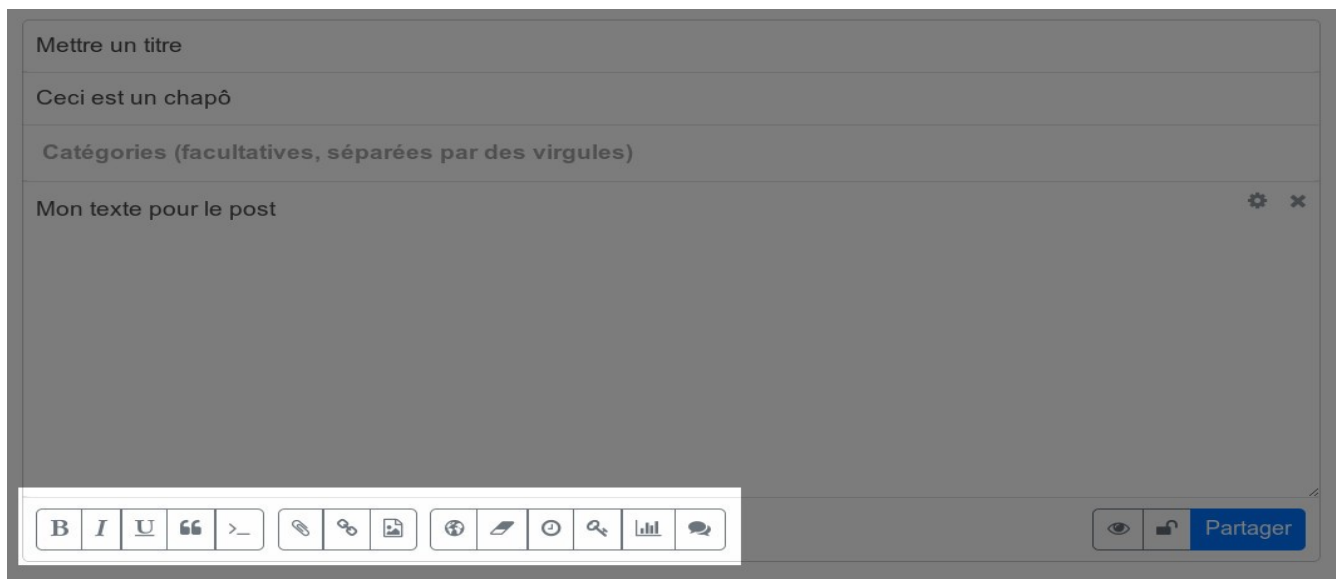 Mettre un titre
Ceci est un chapô
Catégories (facultatives, séparées par des virgules)
Mon texte pour le post
B I U
Partager